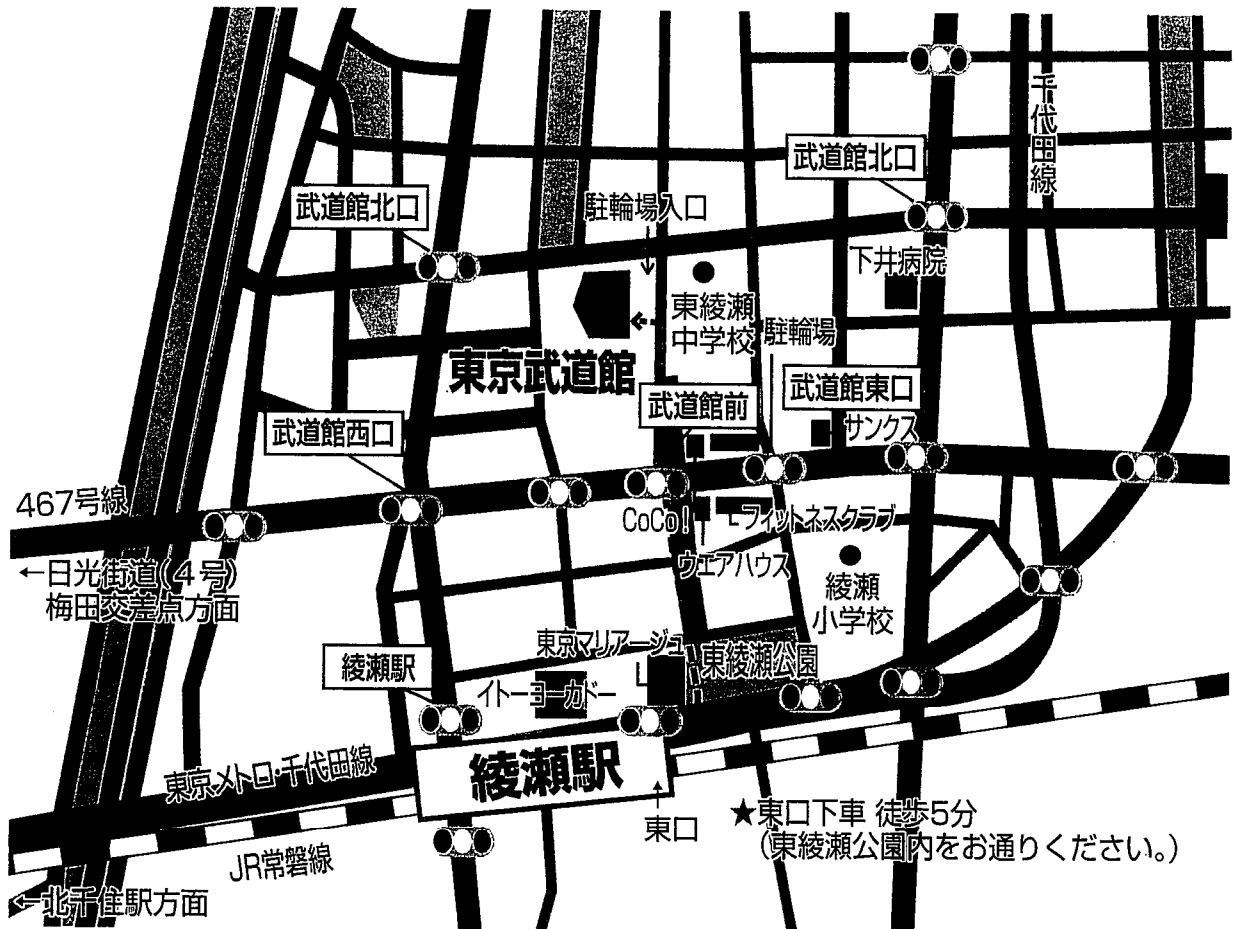 千代田線
武道館北口
武道館北口
駐輪場入口
下井病院
東綾瀬
中学校
駐輪場
東京武道館
武道館前
武道館東口
サンクス
武道館西口
467号線
CoCo!
フィットネスクラブ
ウエアハウス
←日光街道(4号)
梅田交差点方面
綾瀬
小学校
東京マリアージュ
東綾瀬公園
綾瀬駅
イトーヨーカドー
綾瀬駅
東京メトロ・千代田線
東口
★東口下車 徒歩5分
(東綾瀬公園内をお通りください。)
JR常磐線
←北千住駅方面